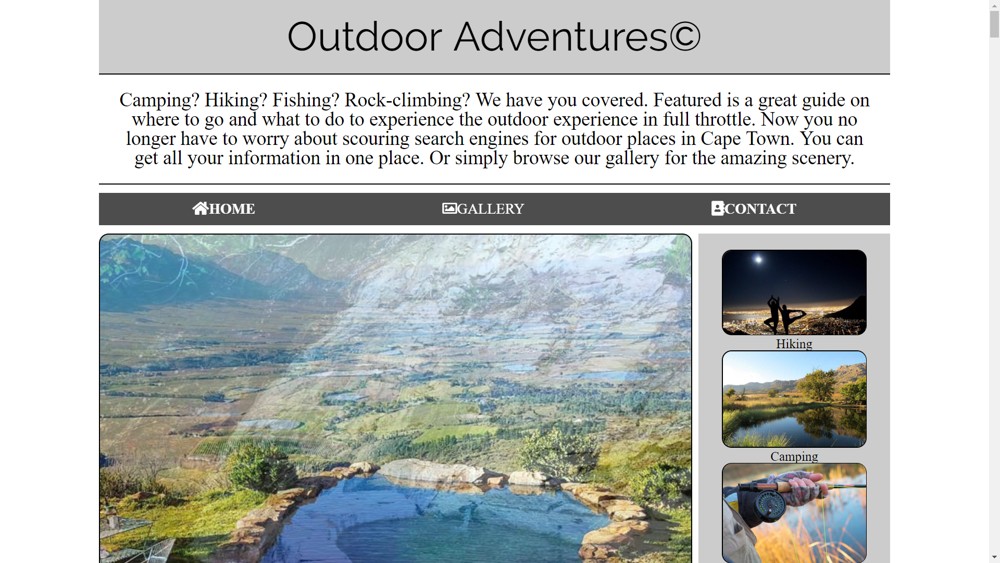 Outdoor Adventures©
Camping? Hiking? Fishing? Rock-climbing? We have you covered. Featured is a great guide on
where to go and what to do to experience the outdoor experience in full throttle. Now you no
longer have to worry about scouring search engines for outdoor places in Cape Town. You can
get all your information in one place. Or simply browse our gallery for the amazing scenery.
HOME
GALLERY
CONTACT
Hiking
Camping